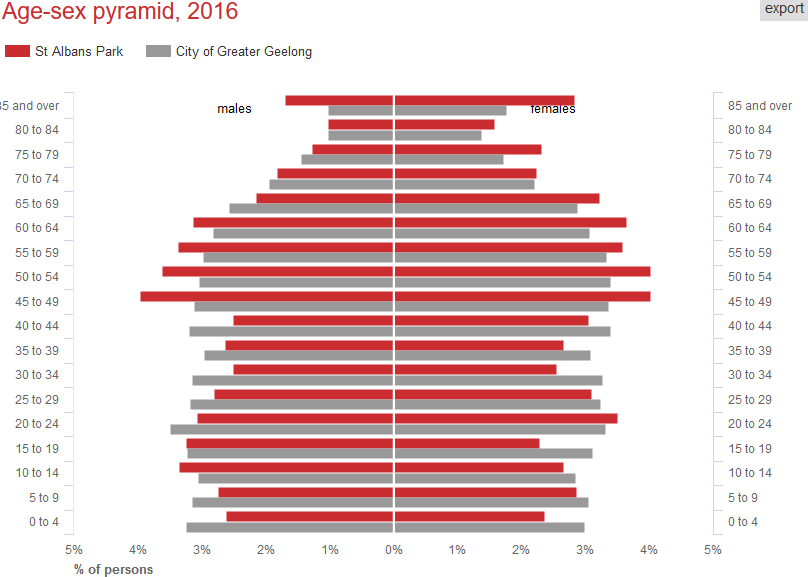 Age-sex pyramid, 2016
export
St Albans Park
City of Greater Geelong
males
females
85 and over 85 and over
80 to 84 80 to 84
75 to 79 75 to 79
70 to 74 70 to 74
65 to 69 65 to 69
60 to 64 60 to 64
55 to 59 55 to 59
50 to 54 50 to 54
45 to 49 45 to 49
40 to 44 40 to 44
35 to 39 35 to 39
30 to 34 30 to 34
25 to 29 25 to 29
20 to 24 20 to 24
15 to 19 15 to 19
10 to 14 10 to 14
5 to 9 5 to 9
0 to 4 0 to 4
5% 4% 3% 2% 1% 0% 1% 2% 3% 4% 5%
% of persons